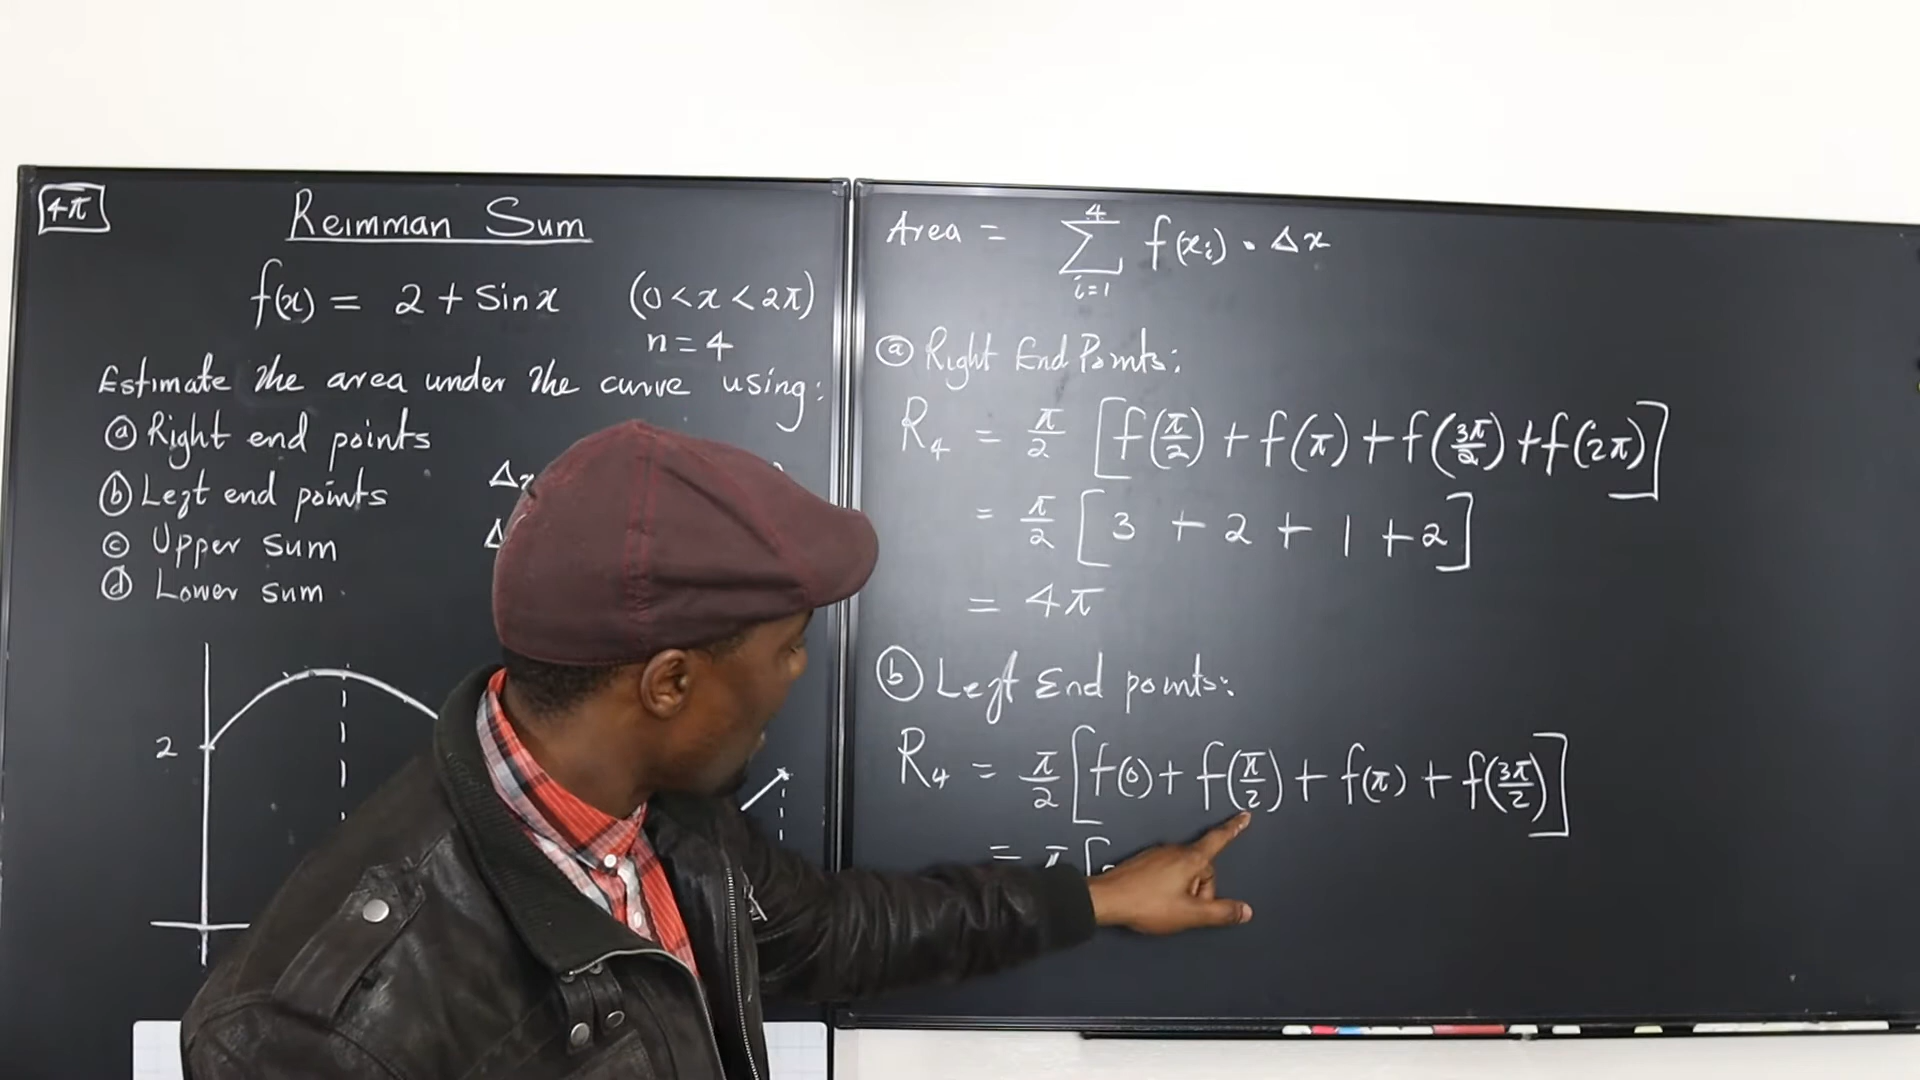 4π
Reimman Sum
f(x) = 2 + Sinx (0 < x < 2π)
n = 4
Estimate the area under the curve using:
ⓐ Right end points
ⓑ Left end points
ⓒ Upper sum
ⓓ Lower sum
Δx
Δ
2
Area = ∑ i=1 4 f(xᵢ) · Δx
ⓐ Right End Points:
R₄ = π/2 [f(π/2) + f(π) + f(3π/2) + f(2π)]
= π/2 [3 + 2 + 1 + 2]
= 4π
ⓑ Left End points:
R₄ = π/2 [f(0) + f(π/2) + f(π) + f(3π/2)]
= π [